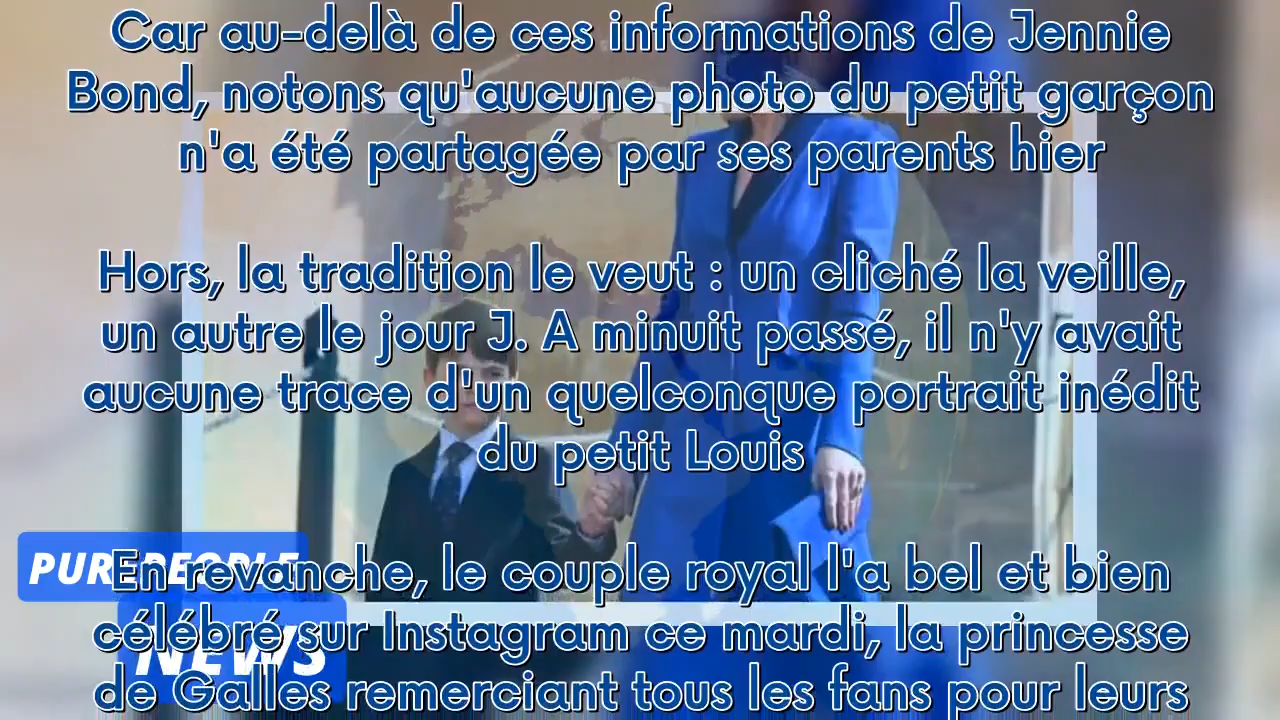 Car au-delà de ces informations de Jennie
Bond, notons qu'aucune photo du petit garçon
n'a été partagée par ses parents hier
Hors, la tradition le veut : un cliché la veille,
un autre le jour J. A minuit passé, il n'y avait
aucune trace d'un quelconque portrait inédit
du petit Louis
PUREPEOPLE
En revanche, le couple royal l'a bel et bien
célébré sur Instagram ce mardi, la princesse
NEWS
de Galles remerciant tous les fans pour leurs